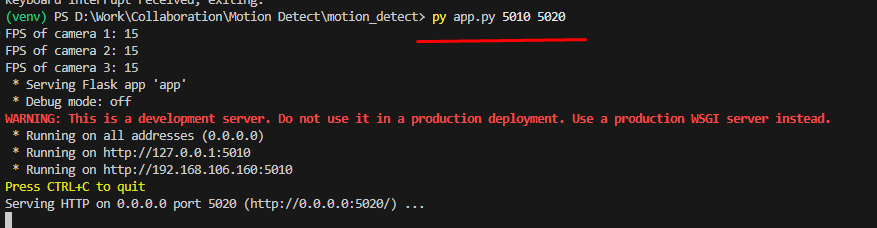 keyboard interrupt received, exiting.
(venv) PS D:\Work\Collaboration\Motion Detect\motion_detect> py app.py 5010 5020
FPS of camera 1: 15
FPS of camera 2: 15
FPS of camera 3: 15
 * Serving Flask app 'app'
 * Debug mode: off
WARNING: This is a development server. Do not use it in a production deployment. Use a production WSGI server instead.
 * Running on all addresses (0.0.0.0)
 * Running on http://127.0.0.1:5010
 * Running on http://192.168.106.160:5010
Press CTRL+C to quit
Serving HTTP on 0.0.0.0 port 5020 (http://0.0.0.0:5020/) ...